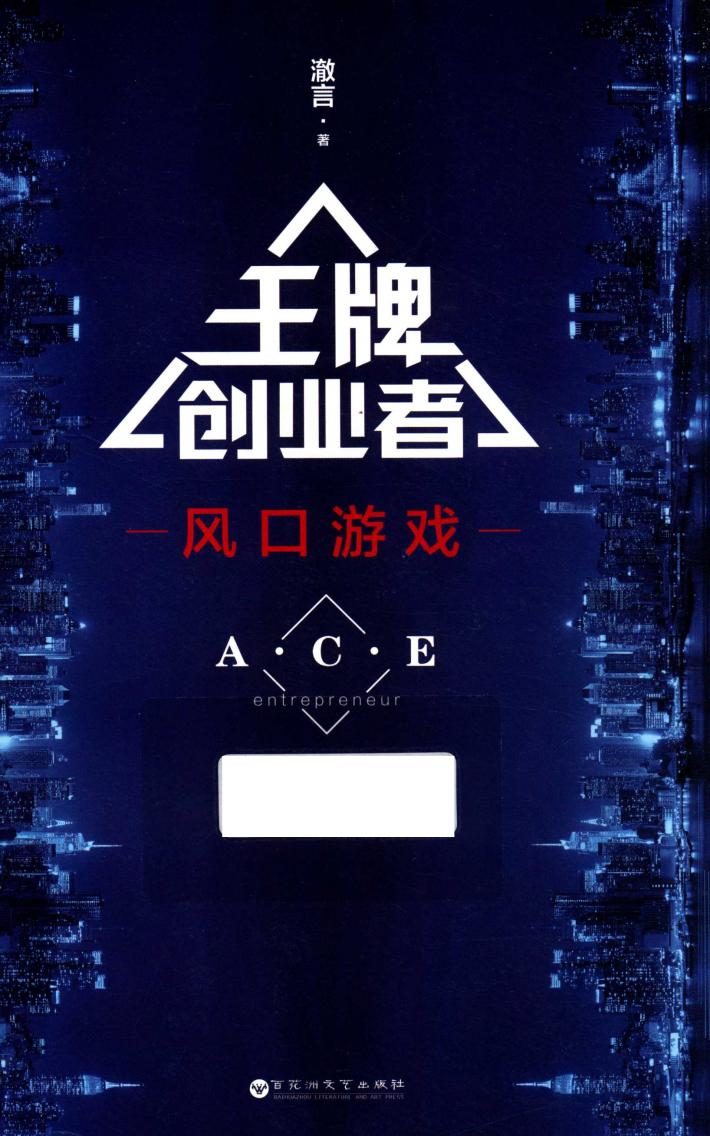 澈言·著
王牌
创业者
风口游戏
A·C·E
entrepreneur
百花洲文艺出版社
BAIHUAZHOU LITERATURE AND ART PRESS